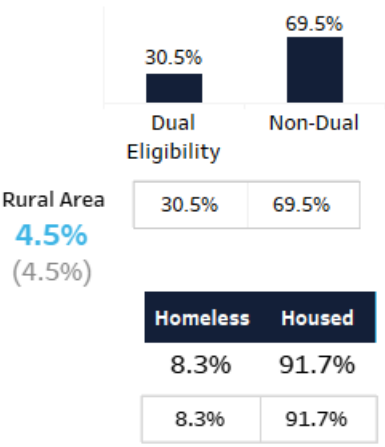 69.5%
30.5%
Dual Non-Dual
Eligibility
Rural Area 30.5% 69.5%
4.5%
(4.5%)
Homeless Housed
8.3% 91.7%
8.3% 91.7%